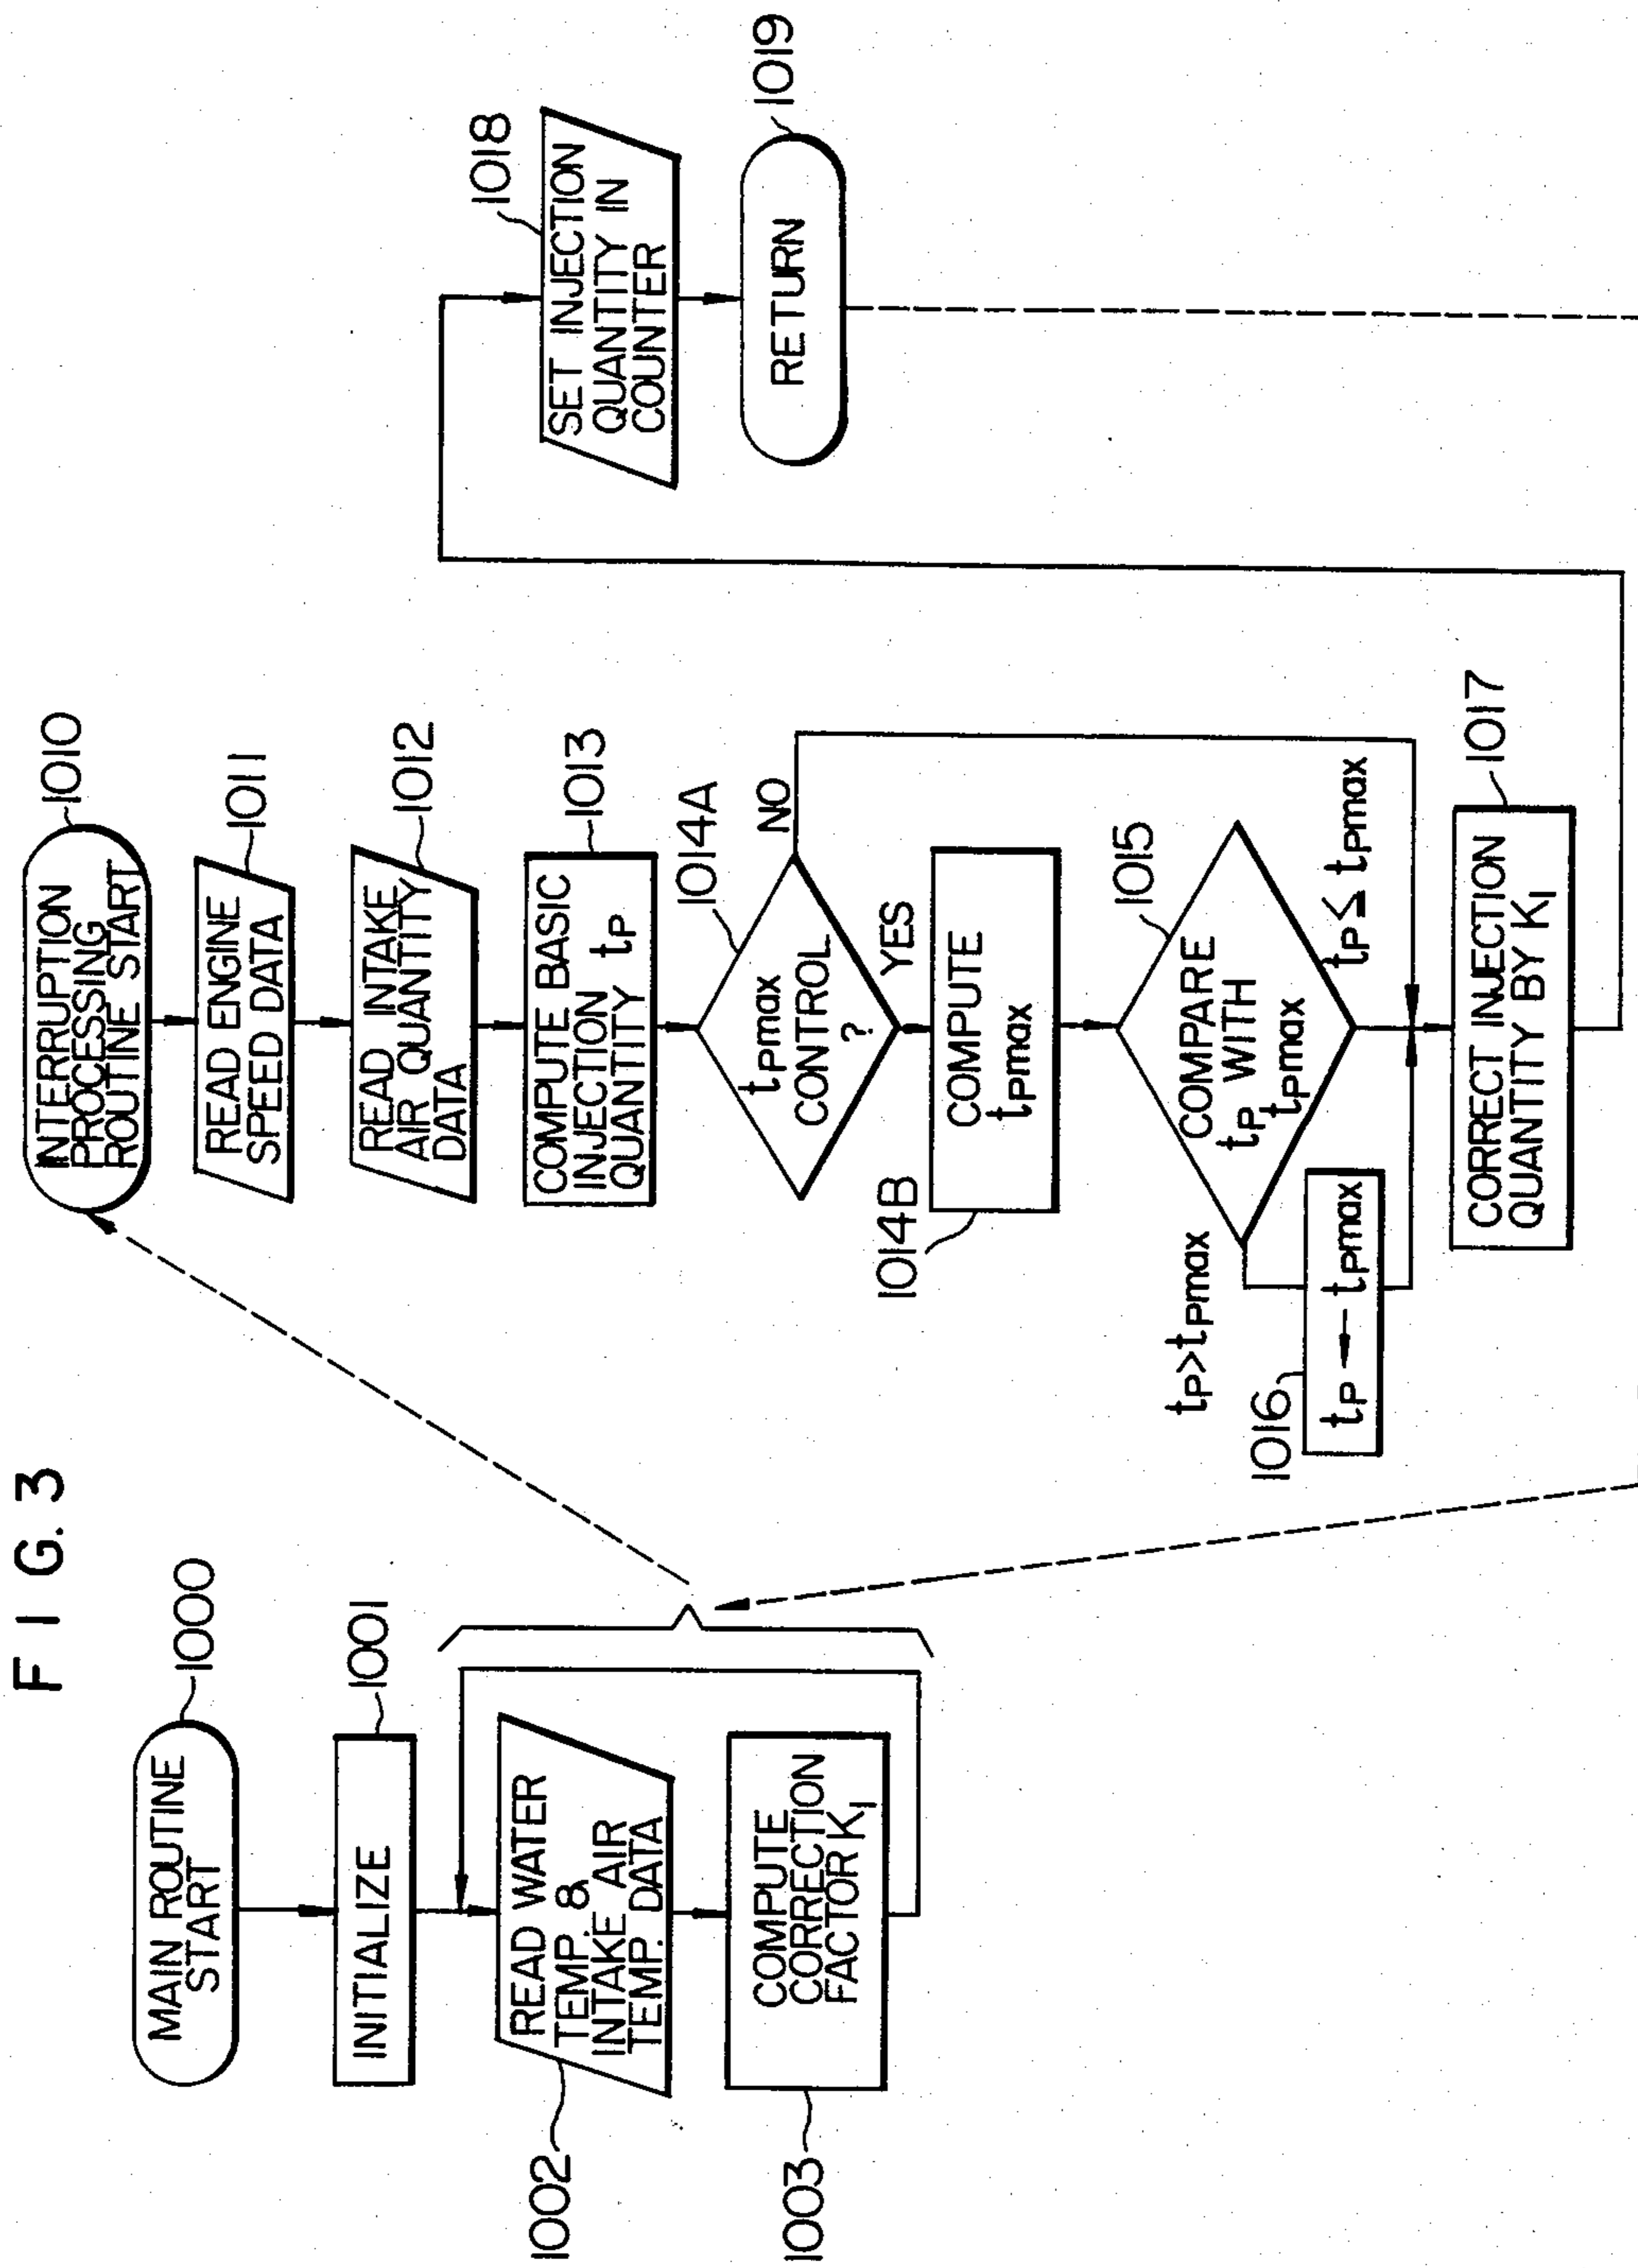 F I G. 3
MAIN ROUTINE
START
1000
INITIALIZE
1001
READ WATER
TEMP. &
INTAKE AIR
TEMP. DATA
1002
COMPUTE
CORRECTION
FACTOR K1
1003
INTERRUPTION
PROCESSING
ROUTINE START
1010
READ ENGINE
SPEED DATA
1011
READ INTAKE
AIR QUANTITY
DATA
1012
COMPUTE BASIC
INJECTION
QUANTITY tP
1013
tPmax
CONTROL
?
1014A
NO
YES
COMPUTE
tPmax
1014B
COMPARE
tP WITH
tPmax
1015
tP>tPmax
tP≤tPmax
tP ← tPmax
1016
CORRECT INJECTION
QUANTITY BY K1
1017
SET INJECTION
QUANTITY IN
COUNTER
1018
RETURN
1019